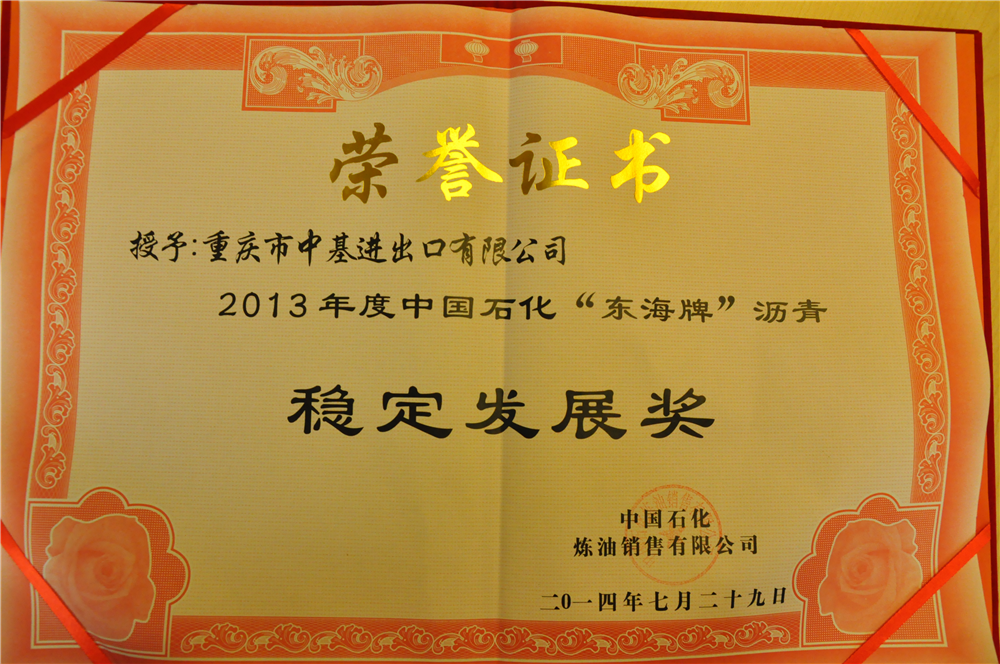 荣誉证书
授予:重庆市中基进出口有限公司
2013年度中国石化“东海牌”沥青
稳定发展奖
中国石化
炼油销售有限公司
二0一四年七月二十九日